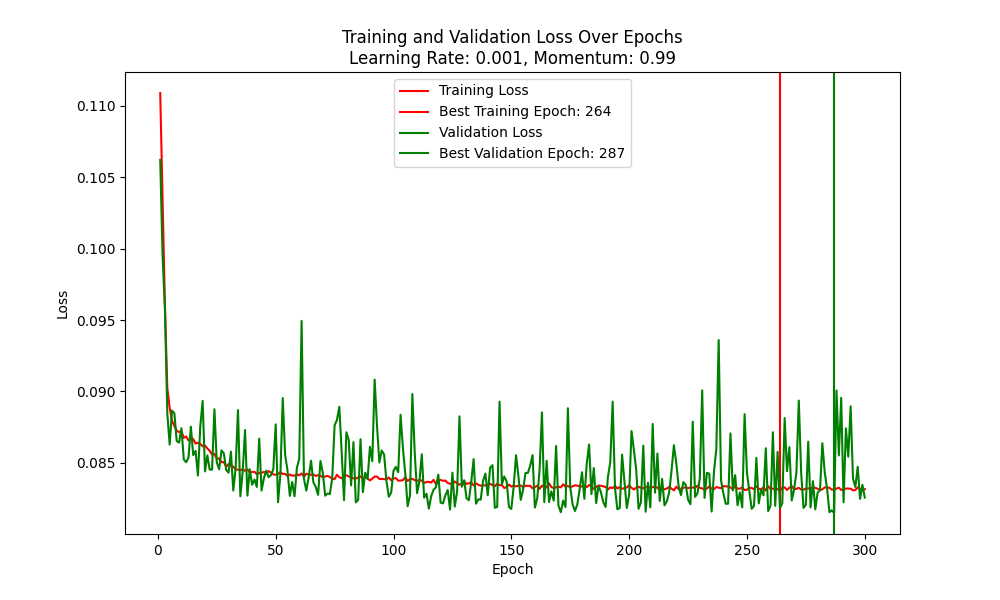 Training and Validation Loss Over Epochs
Learning Rate: 0.001, Momentum: 0.99
Training Loss
Best Training Epoch: 264
Validation Loss
Best Validation Epoch: 287
Loss
0.110
0.105
0.100
0.095
0.090
0.085
0
50
100
150
200
250
300
Epoch